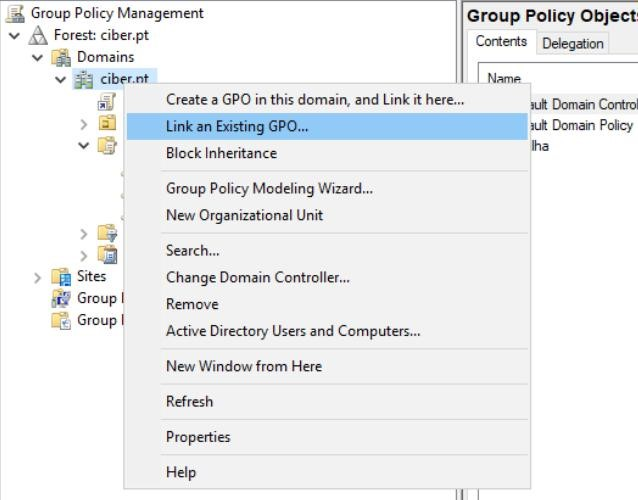 Group Policy Management
Forest: ciber.pt
Domains
ciber.pt
Sites
Group
Group
Create a GPO in this domain, and Link it here...
Link an Existing GPO...
Block Inheritance
Group Policy Modeling Wizard...
New Organizational Unit
Search...
Change Domain Controller...
Remove
Active Directory Users and Computers...
New Window from Here
Refresh
Properties
Help
Group Policy Objects
Contents
Delegation
Name
ault Domain Control
ault Domain Policy
lha